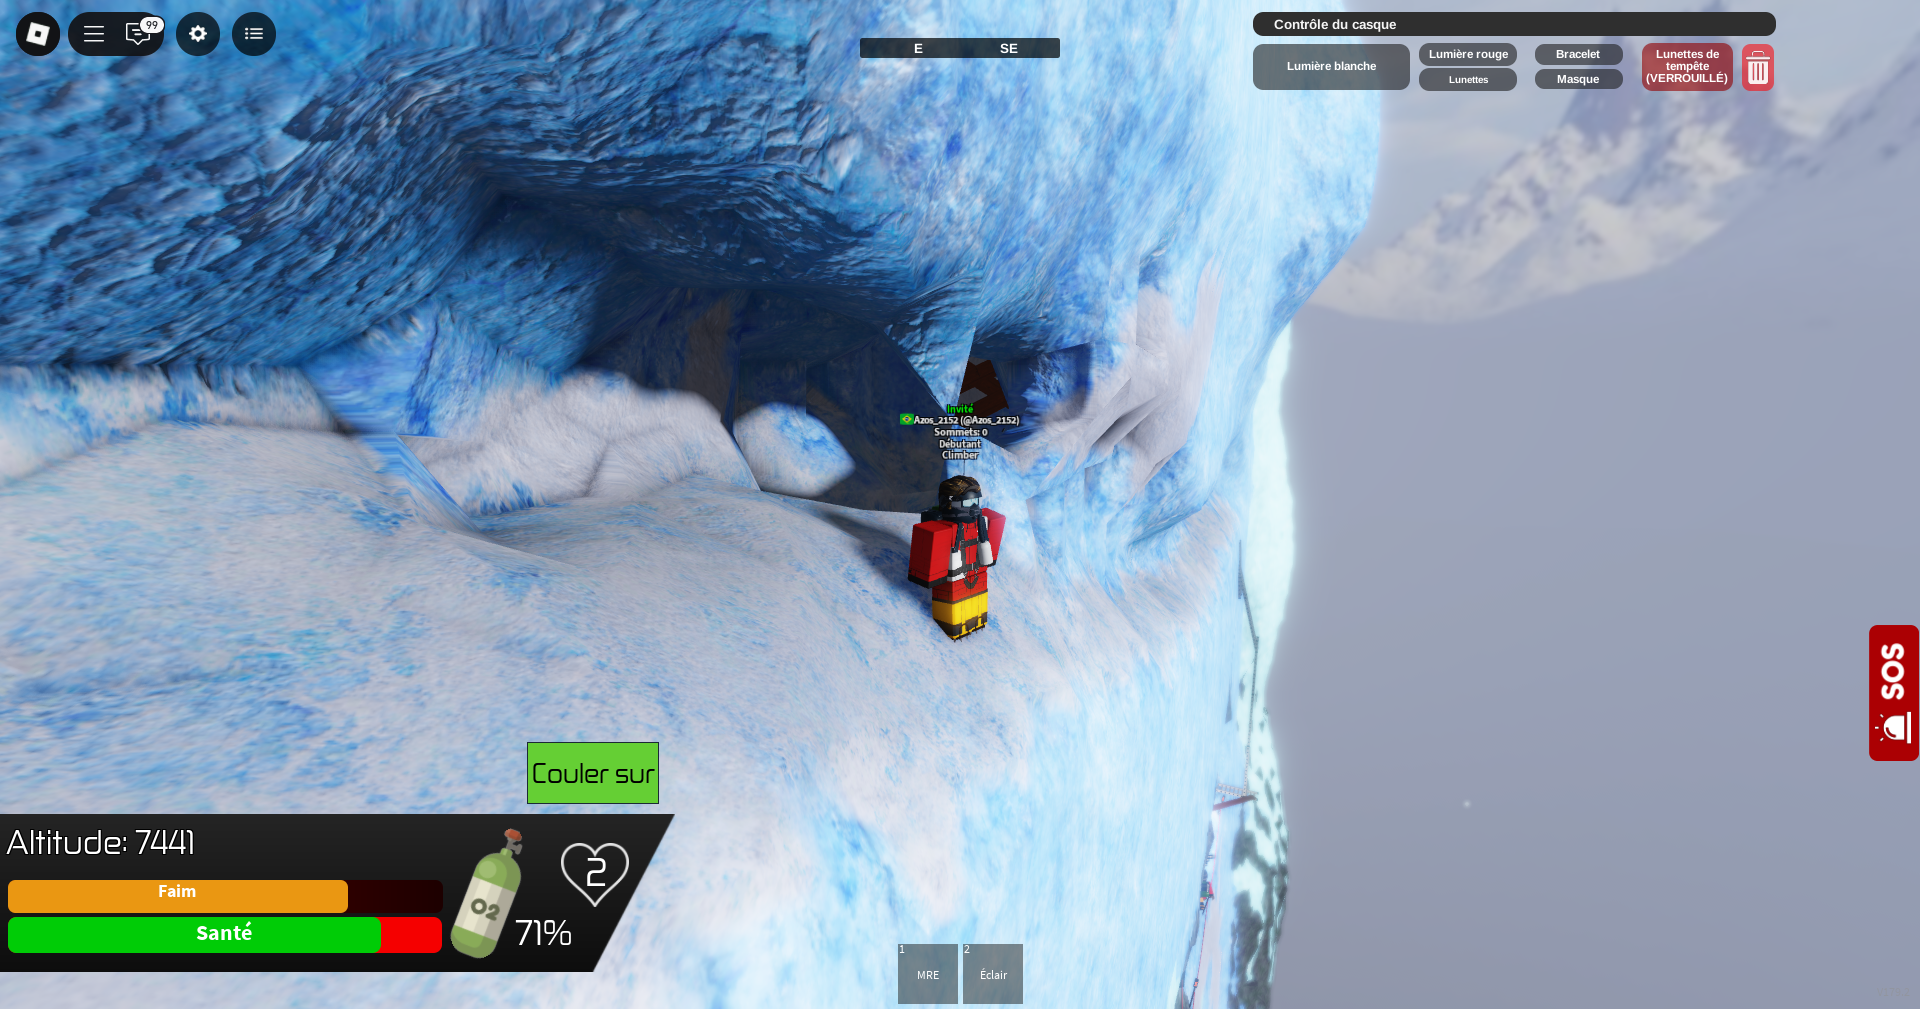 99
E SE
Contrôle du casque
Lumière blanche
Lumière rouge
Lunettes
Bracelet
Masque
Lunettes de
tempête
(VERROUILLÉ)
Invité
Azos_2152 (@Azos_2152)
Sommets: 0
Débutant
Climber
SOS
Couler sur
Altitude: 7441
Faim
Santé
O2
2
71%
1
MRE
2
Éclair